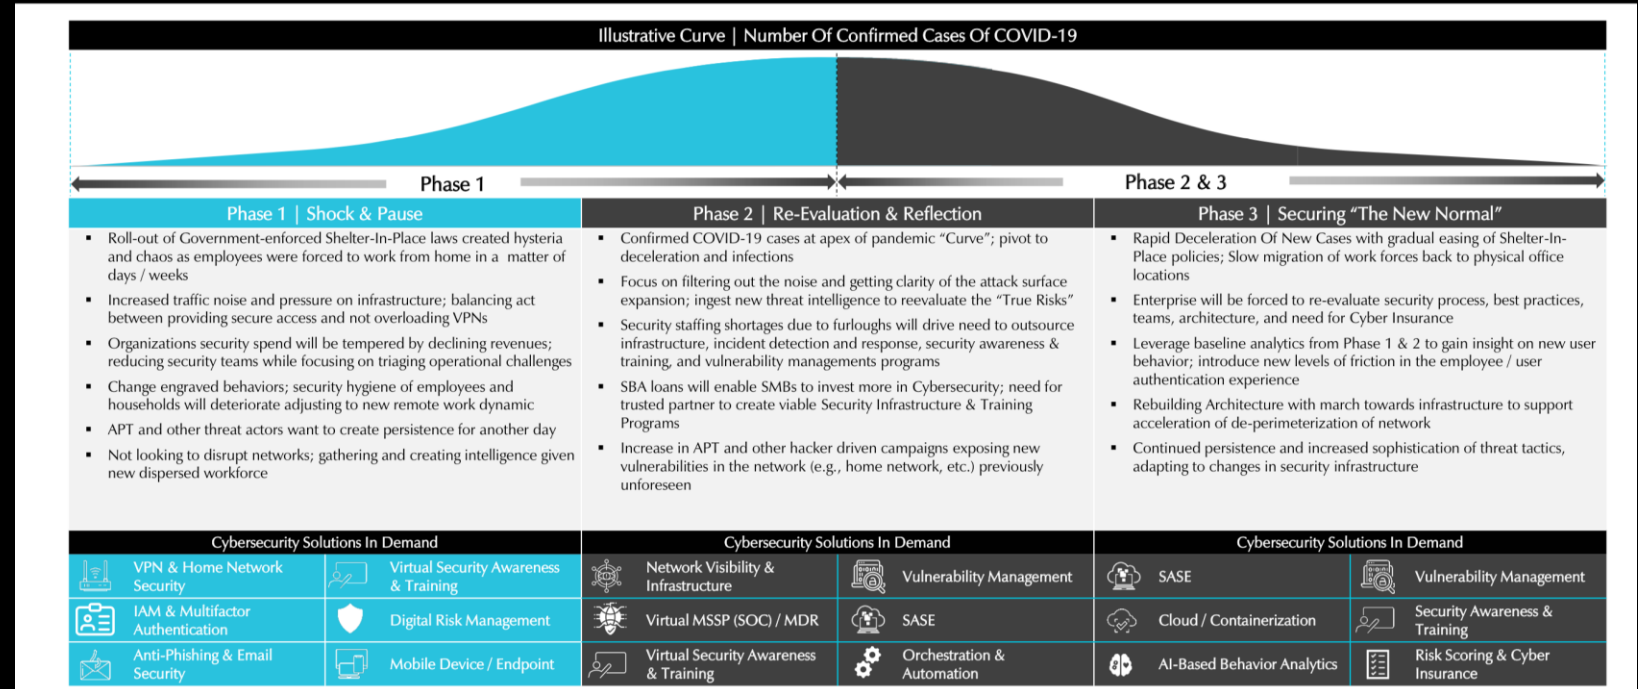 Illustrative Curve | Number Of Confirmed Cases Of COVID-19
Phase 1
Phase 2 & 3
Phase 1 | Shock & Pause
▪ Roll-out of Government-enforced Shelter-In-Place laws created hysteria
and chaos as employees were forced to work from home in a matter of
days / weeks
▪ Increased traffic noise and pressure on infrastructure; balancing act
between providing secure access and not overloading VPNs
▪ Organizations security spend will be tempered by declining revenues;
reducing security teams while focusing on triaging operational challenges
▪ Change engraved behaviors; security hygiene of employees and
households will deteriorate adjusting to new remote work dynamic
▪ APT and other threat actors want to create persistence for another day
▪ Not looking to disrupt networks; gathering and creating intelligence given
new dispersed workforce
Phase 2 | Re-Evaluation & Reflection
▪ Confirmed COVID-19 cases at apex of pandemic “Curve”; pivot to
deceleration and infections
▪ Focus on filtering out the noise and getting clarity of the attack surface
expansion; ingest new threat intelligence to reevaluate the “True Risks”
▪ Security staffing shortages due to furloughs will drive need to outsource
infrastructure, incident detection and response, security awareness &
training, and vulnerability managements programs
▪ SBA loans will enable SMBs to invest more in Cybersecurity; need for
trusted partner to create viable Security Infrastructure & Training
Programs
▪ Increase in APT and other hacker driven campaigns exposing new
vulnerabilities in the network (e.g., home network, etc.) previously
unforeseen
Phase 3 | Securing “The New Normal”
▪ Rapid Deceleration Of New Cases with gradual easing of Shelter-In-
Place policies; Slow migration of work forces back to physical office
locations
▪ Enterprise will be forced to re-evaluate security process, best practices,
teams, architecture, and need for Cyber Insurance
▪ Leverage baseline analytics from Phase 1 & 2 to gain insight on new user
behavior; introduce new levels of friction in the employee / user
authentication experience
▪ Rebuilding Architecture with march towards infrastructure to support
acceleration of de-perimeterization of network
▪ Continued persistence and increased sophistication of threat tactics,
adapting to changes in security infrastructure
Cybersecurity Solutions In Demand
VPN & Home Network
Security
Virtual Security Awareness
& Training
IAM & Multifactor
Authentication
Digital Risk Management
Anti-Phishing & Email
Security
Mobile Device / Endpoint
Cybersecurity Solutions In Demand
Network Visibility &
Infrastructure
Vulnerability Management
Virtual MSSP (SOC) / MDR
SASE
Virtual Security Awareness
& Training
Orchestration &
Automation
Cybersecurity Solutions In Demand
SASE
Vulnerability Management
Cloud / Containerization
Security Awareness &
Training
AI-Based Behavior Analytics
Risk Scoring & Cyber
Insurance